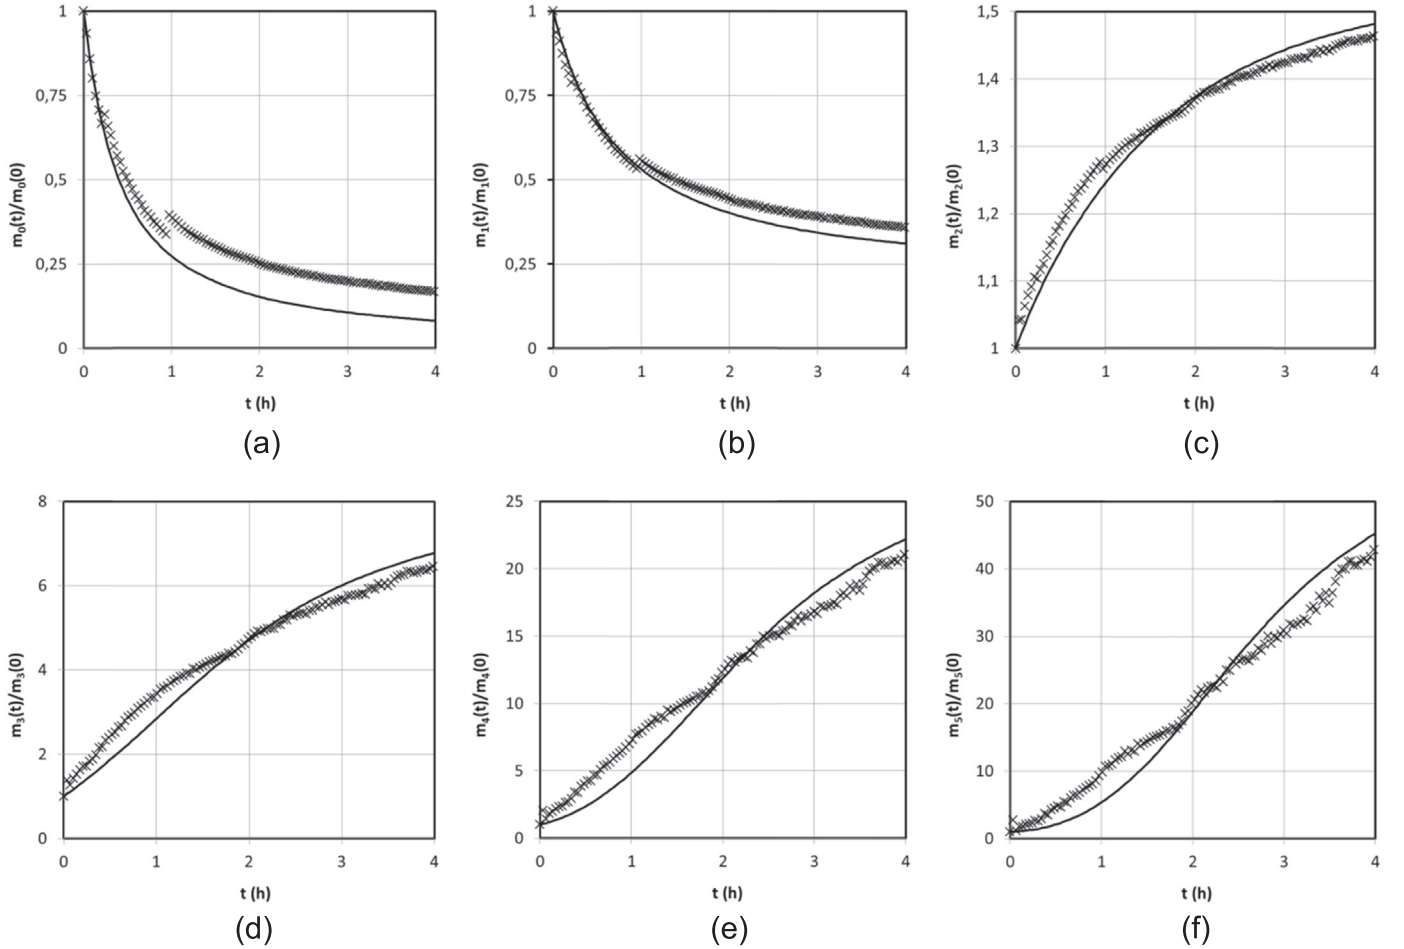 1
0,75
0,5
0,25
0
m₀(t)/m₀(0)
0 1 2 3 4
t (h)
(a)
1
0,75
0,5
0,25
0
m₁(t)/m₁(0)
0 1 2 3 4
t (h)
(b)
1,5
1,4
1,3
1,2
1,1
1
m₂(t)/m₂(0)
0 1 2 3 4
t (h)
(c)
8
6
4
2
0
m₃(t)/m₃(0)
0 1 2 3 4
t (h)
(d)
25
20
15
10
5
0
m₄(t)/m₄(0)
0 1 2 3 4
t (h)
(e)
50
40
30
20
10
0
m₅(t)/m₅(0)
0 1 2 3 4
t (h)
(f)